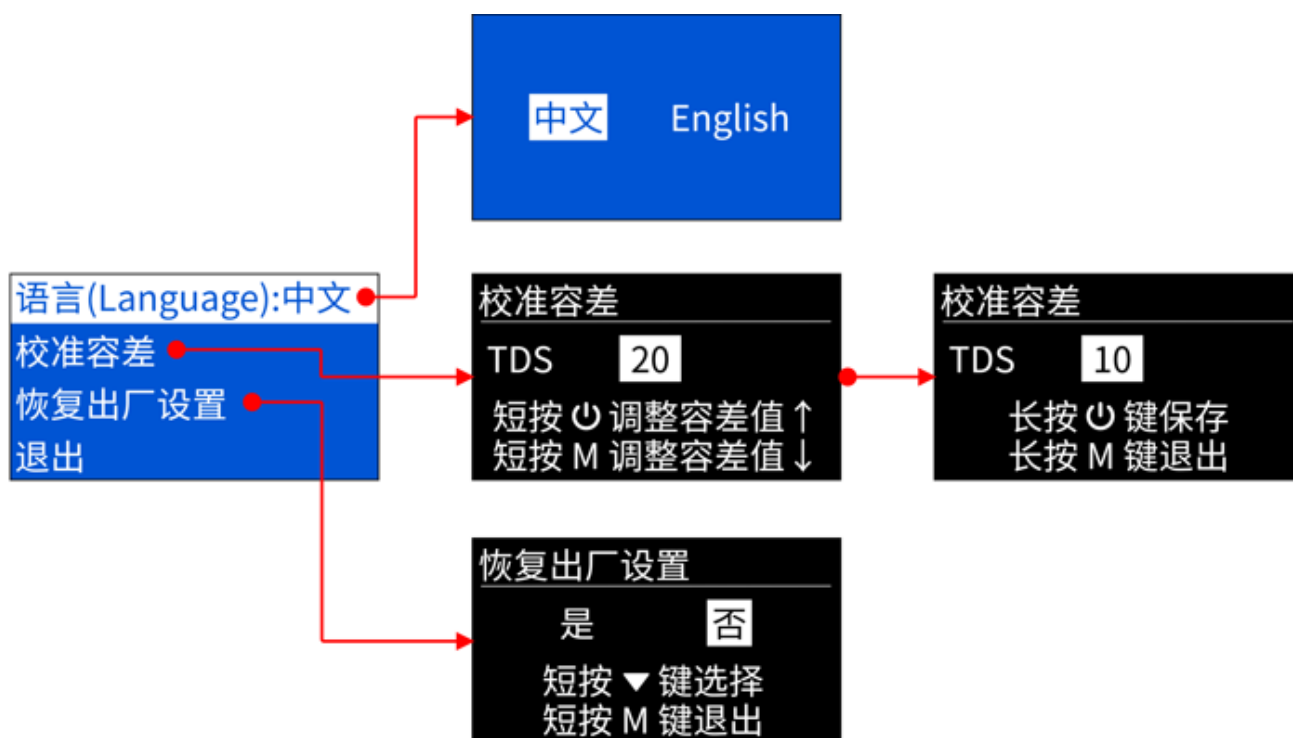 中文 English
语言(Language):中文
校准容差
恢复出厂设置
退出
校准容差
TDS 20
短按 ⏻ 调整容差值↑
短按 M 调整容差值↓
校准容差
TDS 10
长按 ⏻ 键保存
长按 M 键退出
恢复出厂设置
是 否
短按 ▼ 键选择
短按 M 键退出